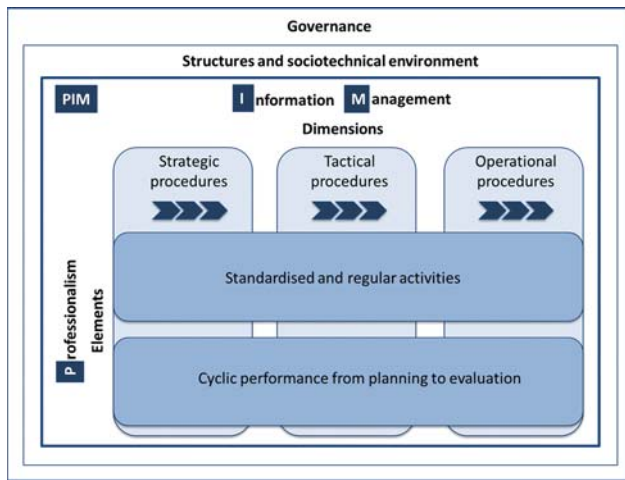 Governance
Structures and sociotechnical environment
PIM
Information Management
Dimensions
Strategic
procedures
Tactical
procedures
Operational
procedures
Professionalism
Elements
Standardised and regular activities
Cyclic performance from planning to evaluation